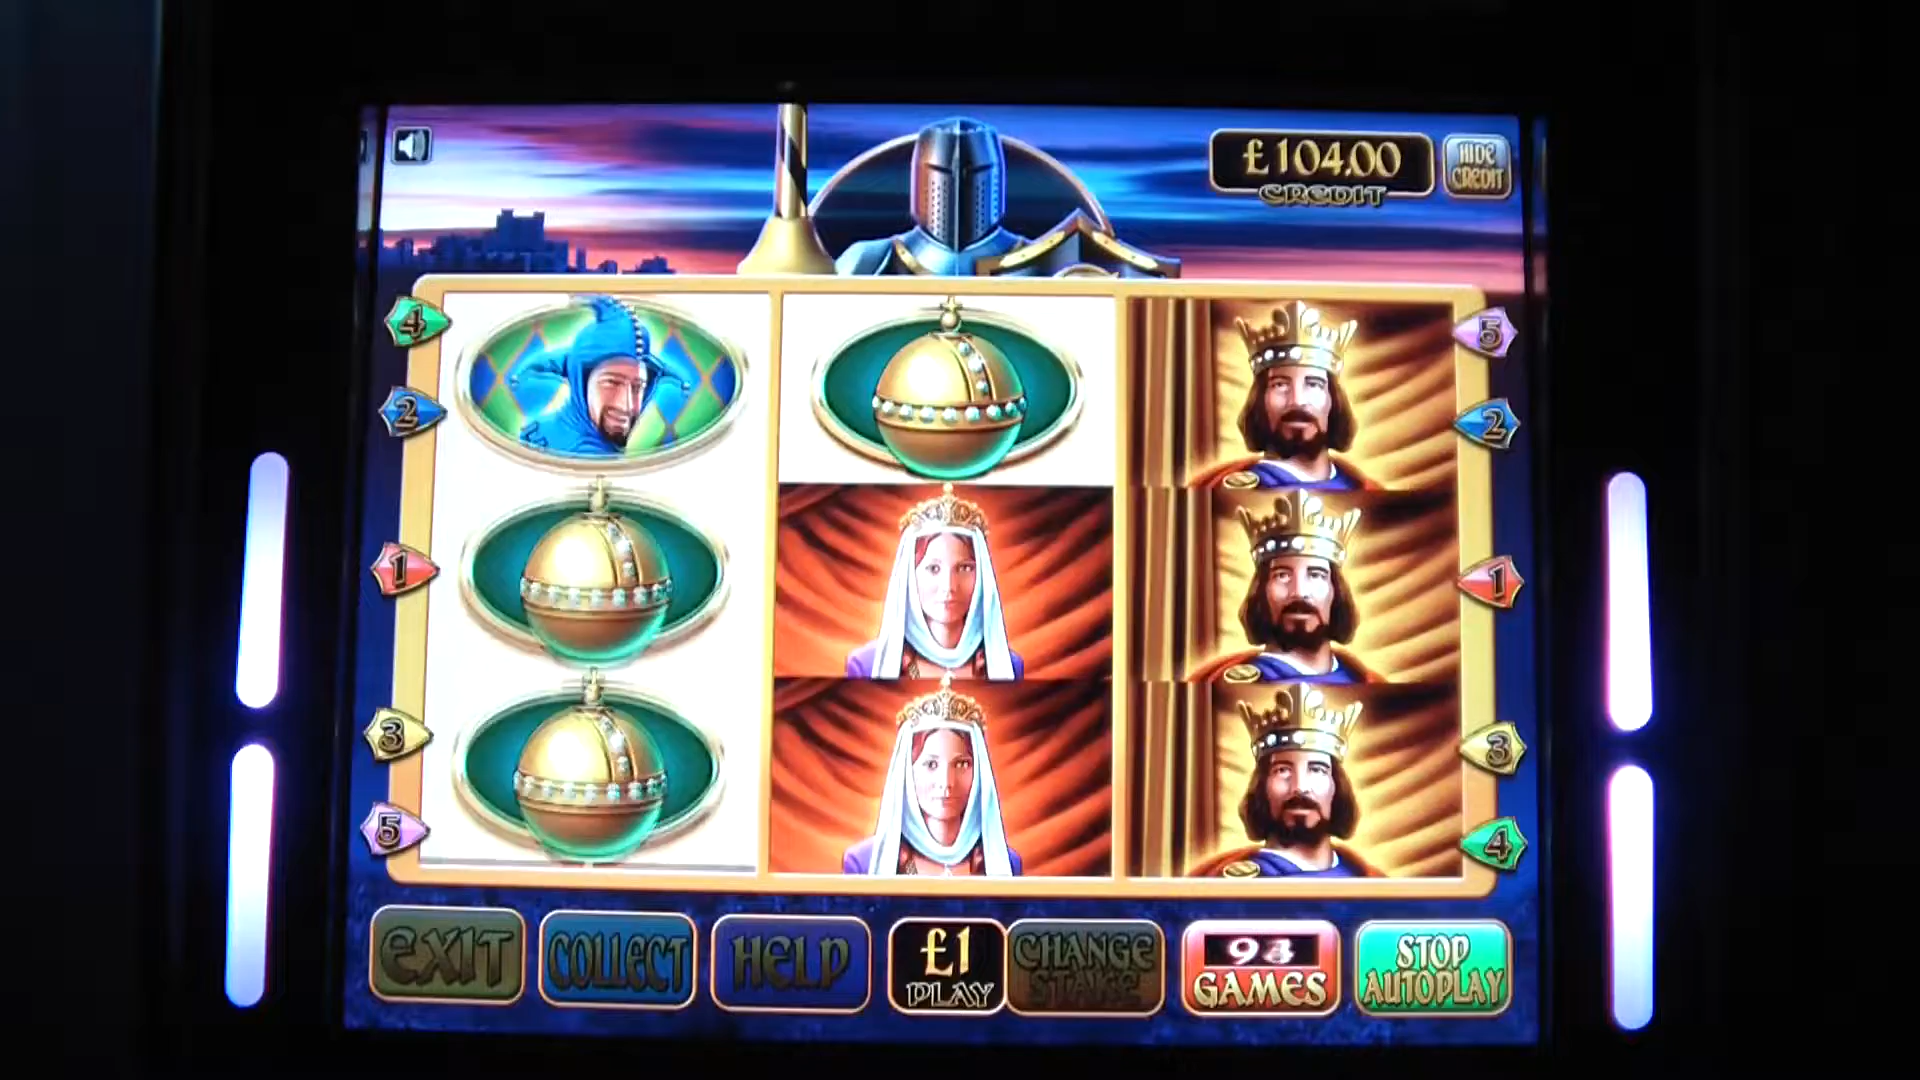 £104.00
CREDIT
HIDE
CREDIT
4
5
2
2
1
1
3
3
5
4
EXIT
COLLECT
HELP
£1
PLAY
CHANGE
STAKE
GAMES
STOP
AUTOPLAY